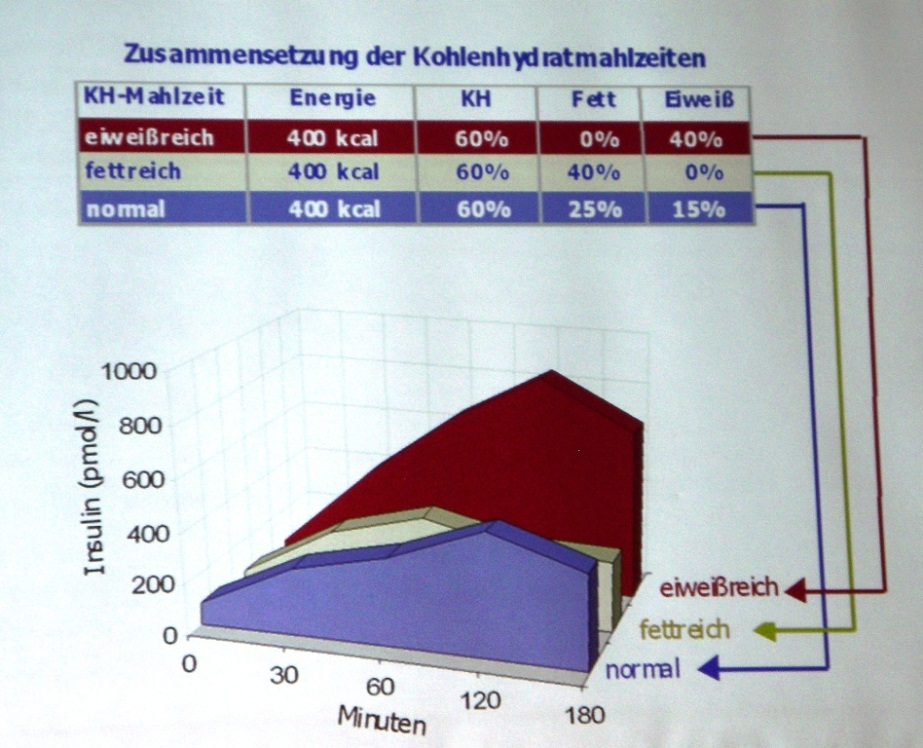 Zusammensetzung der Kohlenhydratmahlzeiten
KH-Mahlzeit Energie KH Fett Eiweiß
eiweißreich 400 kcal 60% 0% 40%
fettreich 400 kcal 60% 40% 0%
normal 400 kcal 60% 25% 15%
Insulin (pmol/l)
1000
800
600
400
200
0
0
30
60
120
180
Minuten
eiweißreich
fettreich
normal